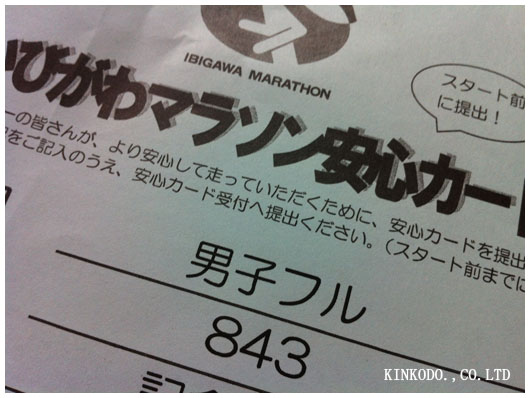 IBIGAWA MARATHON
スタート前
に提出！
びがわマラソン安心カー
ーの皆さんが、より安心して走っていただくために、安心カードを提出
をご記入のうえ、安心カード受付へ提出ください。（スタート前までに
男子フル
843
記
KINKODO.,CO.LTD